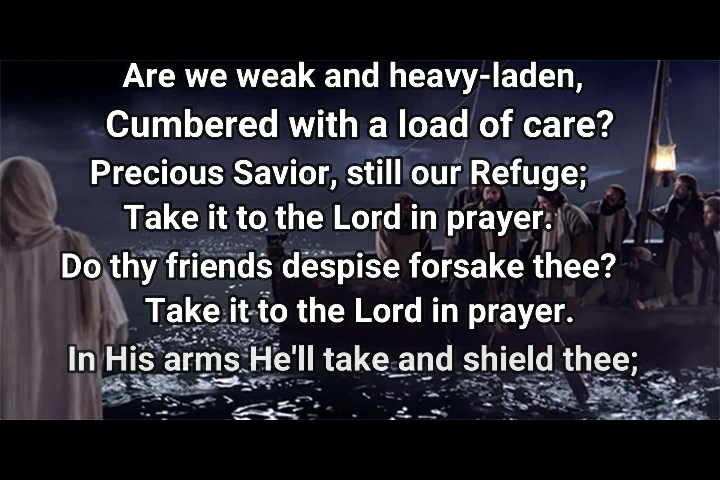 Are we weak and heavy-laden,
Cumbered with a load of care?
Precious Savior, still our Refuge;
Take it to the Lord in prayer.
Do thy friends despise forsake thee?
Take it to the Lord in prayer.
In His arms He'll take and shield thee;